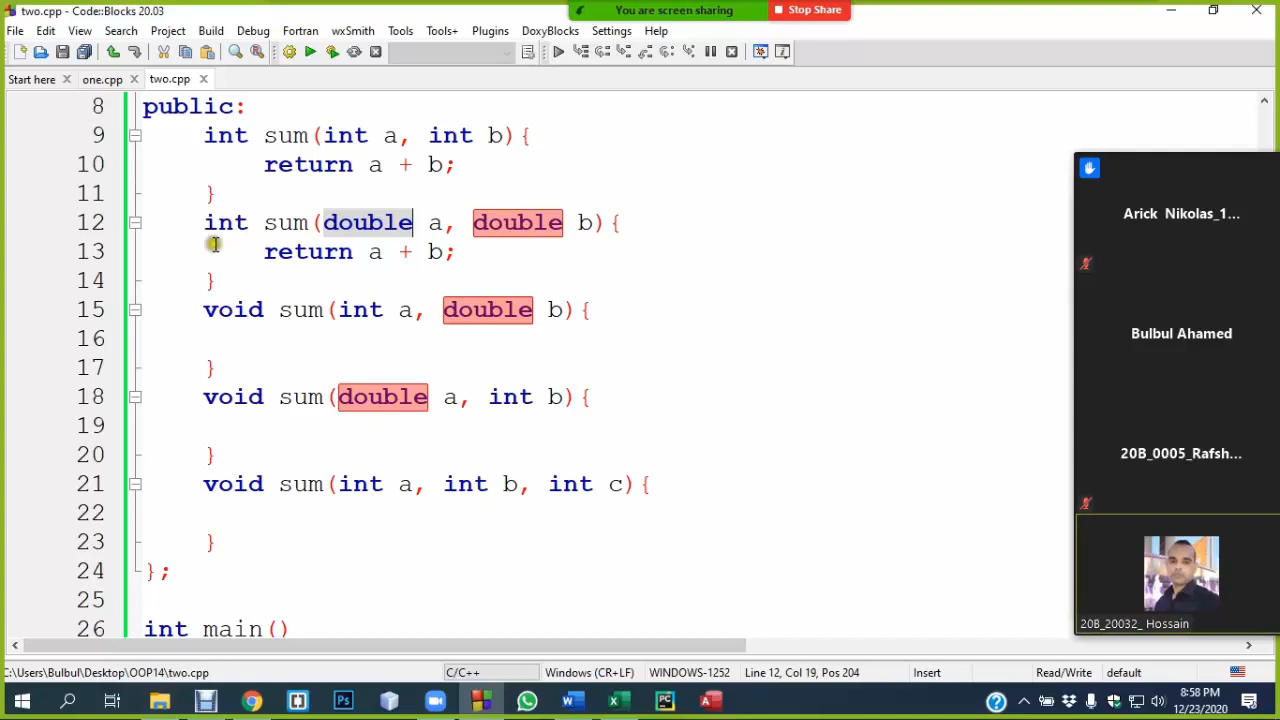 two.cpp - Code::Blocks 20.03
You are screen sharing
Stop Share
File Edit View Search Project Build Debug Fortran wxSmith Tools Tools+ Plugins DoxyBlocks Settings Help
Start here one.cpp two.cpp
8 public:
9 int sum(int a, int b){
10 return a + b;
11 }
12 int sum(double a, double b){
13 return a + b;
14 }
15 void sum(int a, double b){
16
17 }
18 void sum(double a, int b){
19
20 }
21 void sum(int a, int b, int c){
22
23 }
24 };
25
26 int main()
Arick Nikolas_1...
Bulbul Ahamed
20B_0005_Rafsh...
20B_20032_ Hossain
C:\Users\Bulbul\Desktop\OOP14\two.cpp C/C++ Windows (CR+LF) WINDOWS-1252 Line 12, Col 19, Pos 204 Insert Read/Write default
8:58 PM
12/23/2020